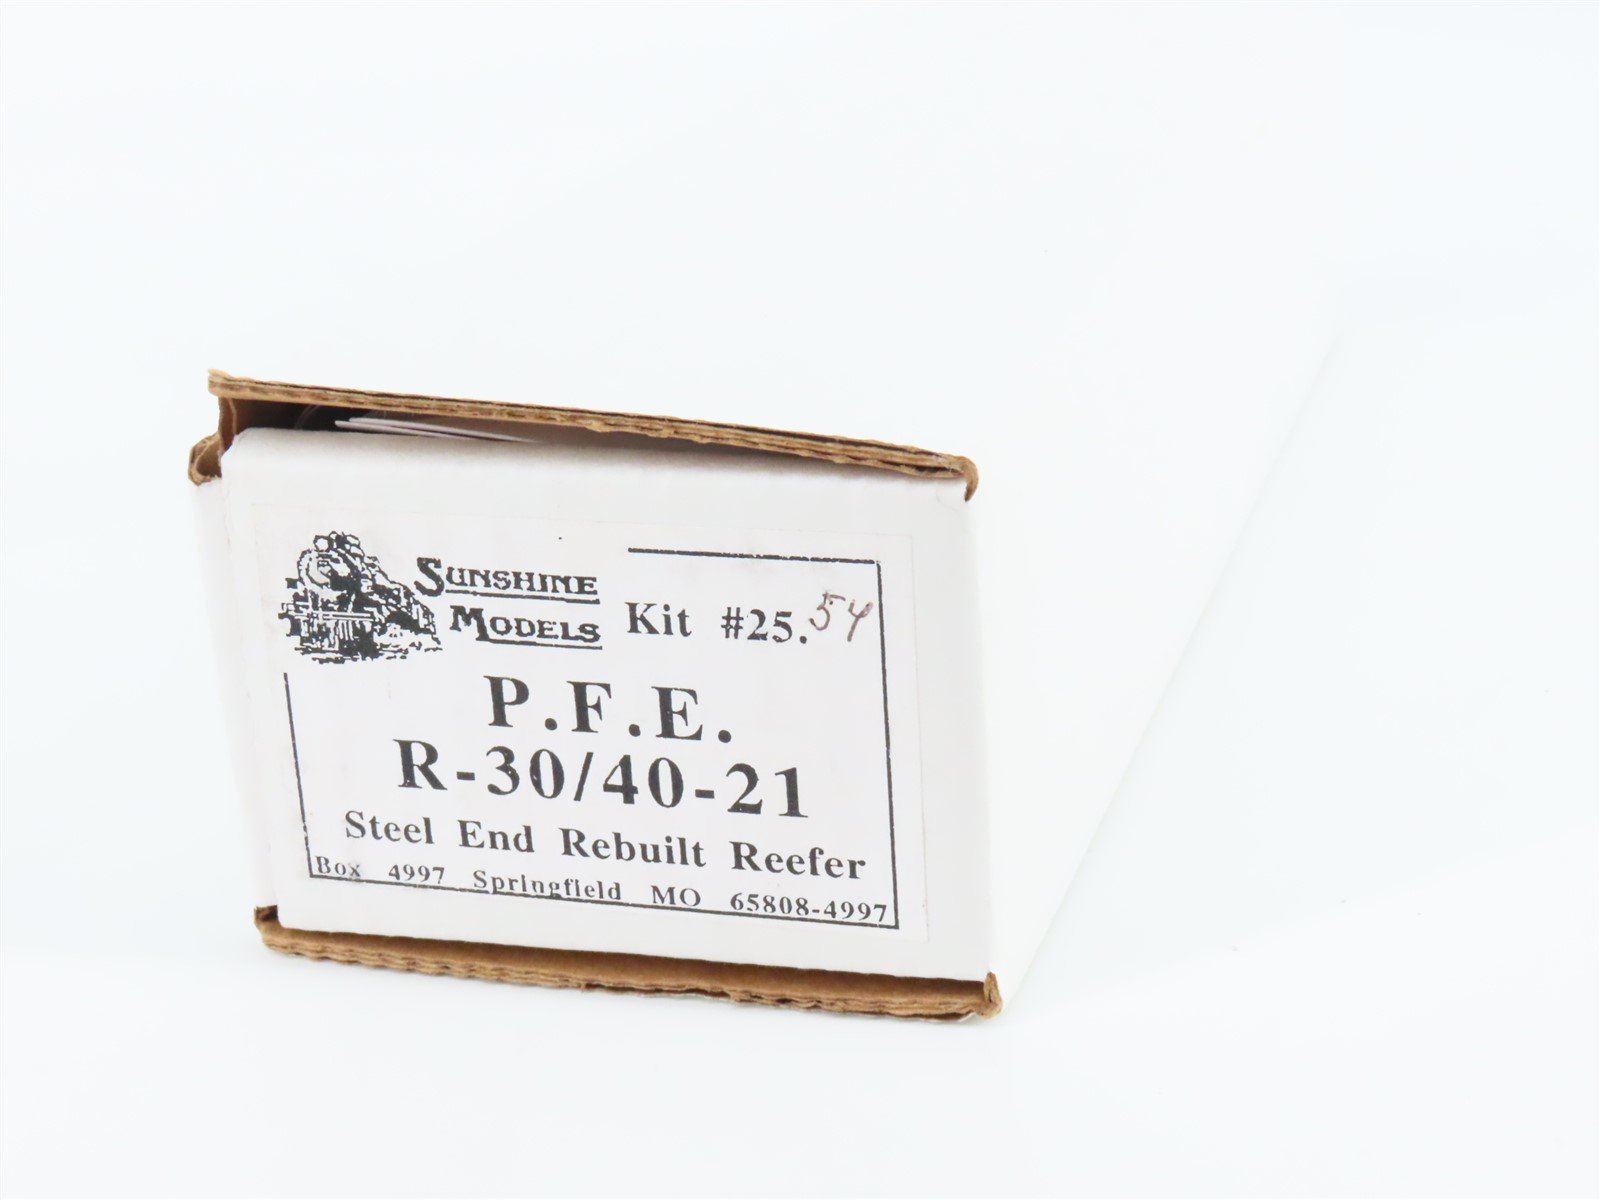 SUNSHINE
MODELS Kit #25.54
P.F.E.
R-30/40-21
Steel End Rebuilt Reefer
Box 4997 Springfield MO 65808-4997